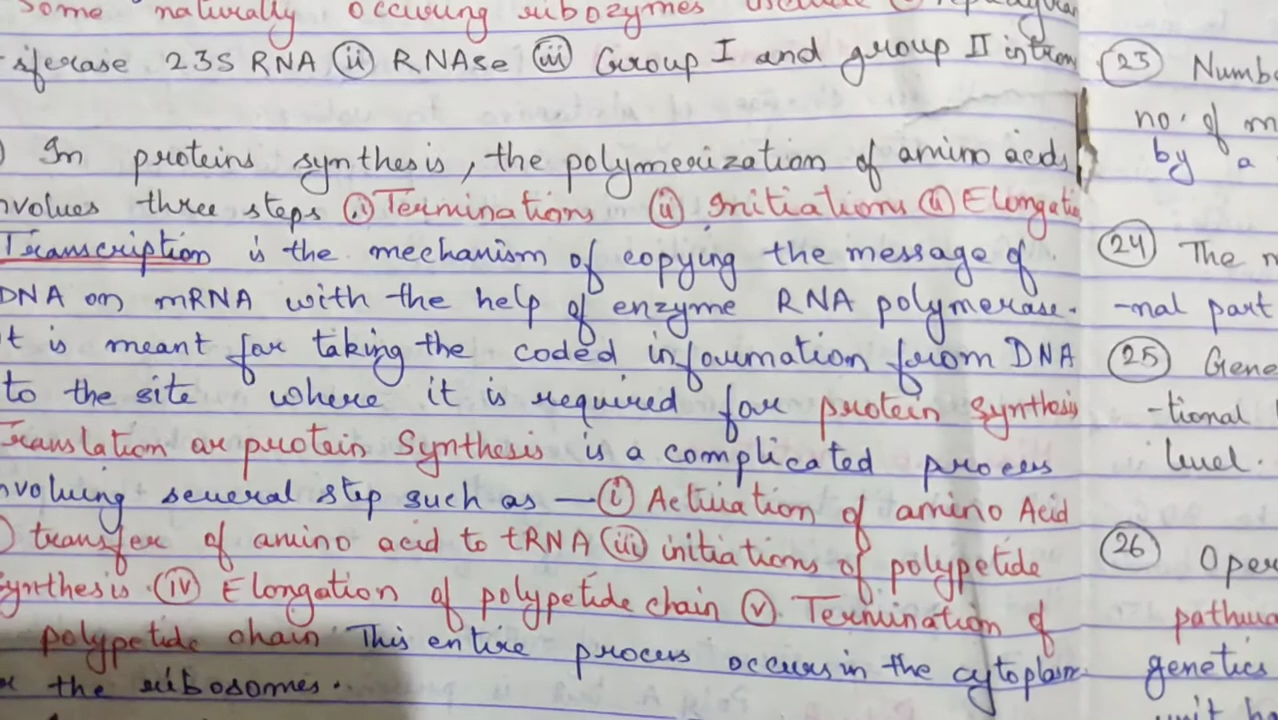 some naturally occuring ribozymes
-sferase 23S RNA (ii) RNAse (iii) Group I and group II intron
) In proteins synthesis, the polymerization of amino acids
nvolves three steps (i) Terminations (ii) Initiations (ii) Elongatio
Transcription is the mechanism of copying the message of
DNA on mRNA with the help of enzyme RNA polymerase.
t is meant for taking the coded information from DNA
to the site where it is required for protein synthesis
Translation or protein Synthesis is a complicated process
nvolving several step such as — (i) Activation of amino Acid
) transfer of amino acid to tRNA (iii) initiations of polypetide
synthesis. (iv) Elongation of polypetide chain (v). Termination of
polypetide chain This entire process occurs in the cytoplasm
the ribosomes.
(23) Numbe
no. of m
by a
(24) The
-nal part
(25) Gene
-tional
level.
(26) Oper
pathwa
genetics